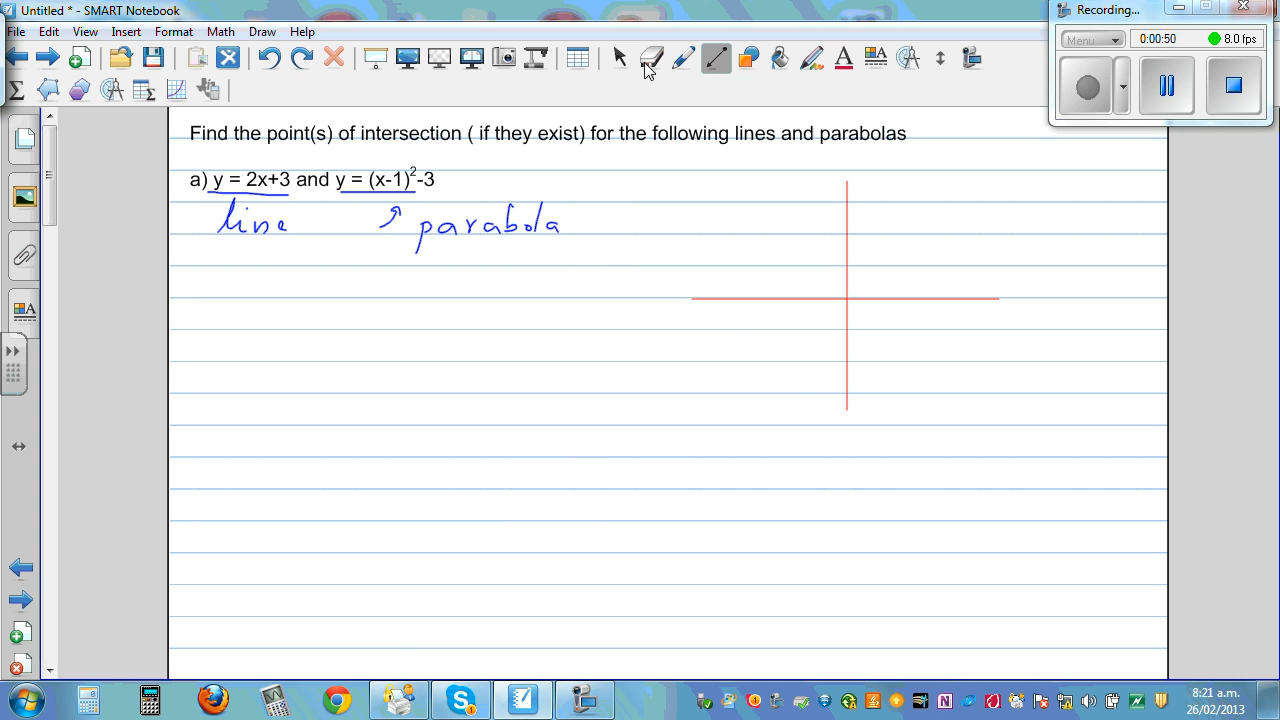 Untitled * - SMART Notebook
Recording...
File Edit View Insert Format Math Draw Help
Menu
0:00:50
8.0 fps
Find the point(s) of intersection ( if they exist) for the following lines and parabolas
a) y = 2x+3 and y = (x-1)²-3
line parabola
8:21 a.m.
26/02/2013